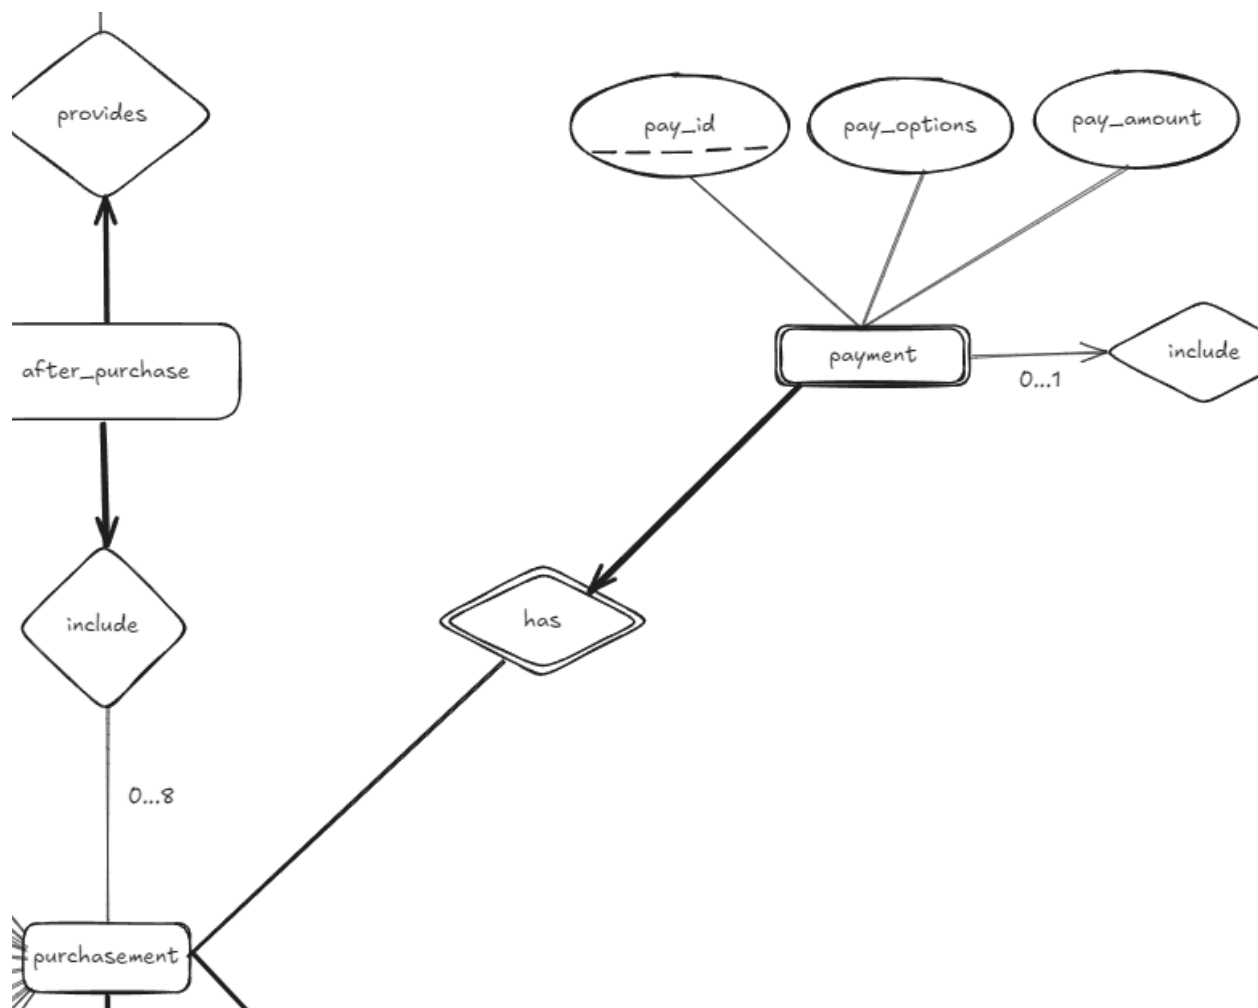 provides
pay_id
pay_options
pay_amount
after_purchase
payment
include
0...1
include
has
0...8
purchasement